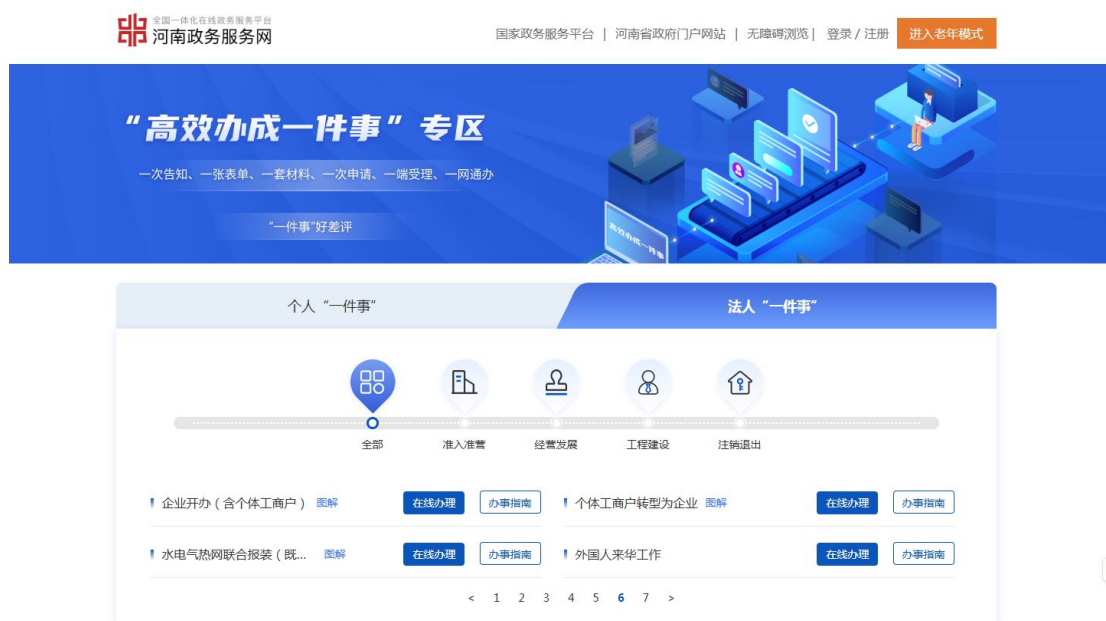 全国一体化在线政务服务平台
河南政务服务网
国家政务服务平台 | 河南省政府门户网站 | 无障碍浏览 | 登录 / 注册 进入老年模式
“高效办成一件事”专区
一次告知、一张表单、一套材料、一次申请、一端受理、一网通办
“一件事”好差评
高效办成一件事
个人“一件事” 法人“一件事”
全部 准入准营 经营发展 工程建设 注销退出
企业开办（含个体工商户） 图解 在线办理 办事指南 个体工商户转型为企业 图解 在线办理 办事指南
水电气热网联合报装（既... 图解 在线办理 办事指南 外国人来华工作 在线办理 办事指南
< 1 2 3 4 5 6 7 >